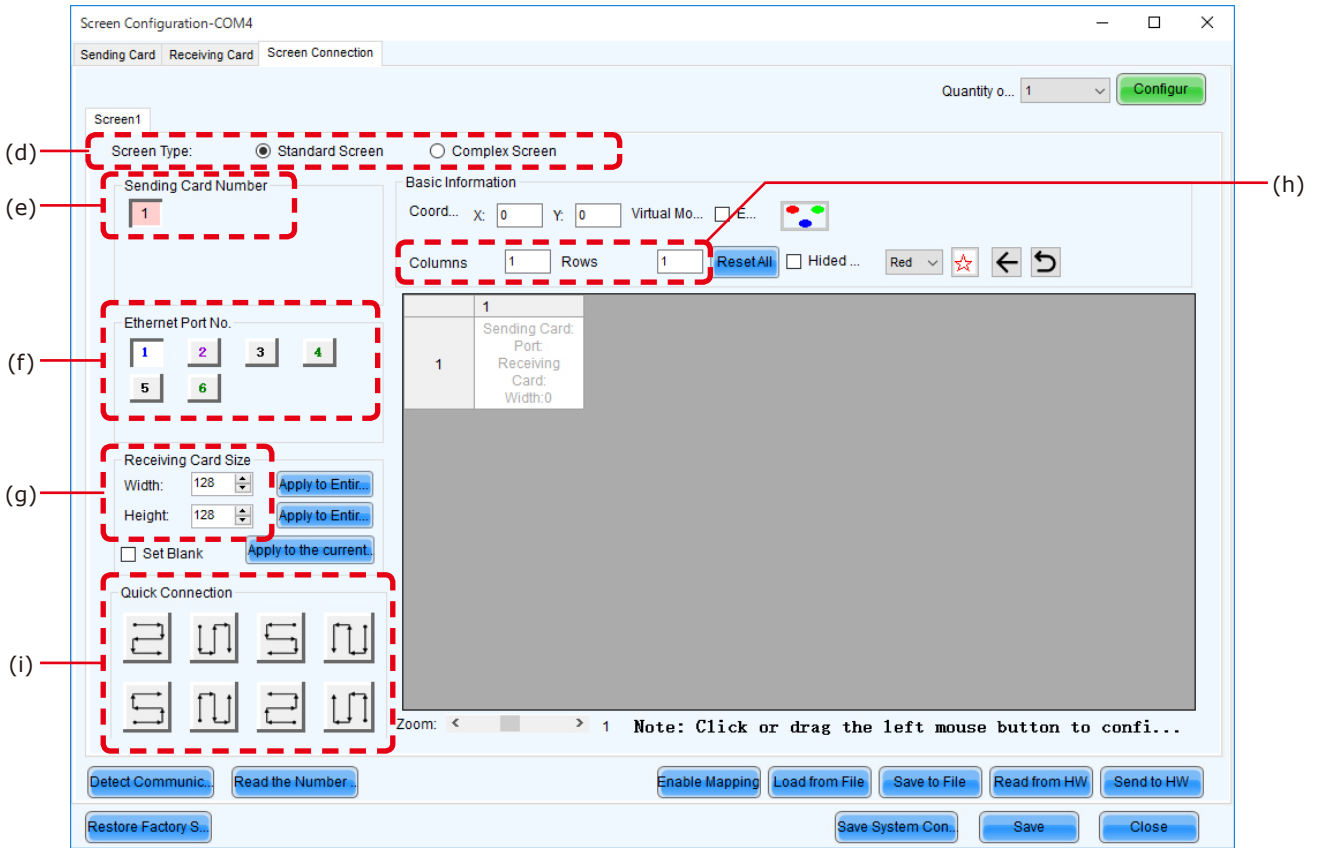 Screen Configuration-COM4
Sending Card Receiving Card Screen Connection
Quantity o... 1 Configur
Screen1
(d) Screen Type: Standard Screen Complex Screen
(e) Sending Card Number
1
Basic Information
Coord... X: 0 Y: 0 Virtual Mo... E...
(h)
Columns 1 Rows 1 Reset All Hided ... Red
(f) Ethernet Port No.
1 2 3 4
5 6
1
1
Sending Card:
Port:
Receiving
Card:
Width:0
(g) Receiving Card Size
Width: 128 Apply to Entir...
Height: 128 Apply to Entir...
Set Blank Apply to the current..
(i) Quick Connection
Zoom: < > 1 Note: Click or drag the left mouse button to confi...
Detect Communic.. Read the Number .. Enable Mapping Load from File Save to File Read from HW Send to HW
Restore Factory S... Save System Con.. Save Close